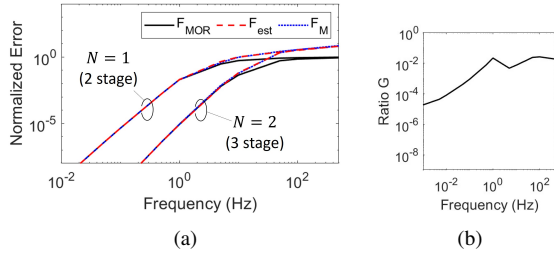 F_MOR F_est F_M
Normalized Error
10^0
10^-5
N = 1
(2 stage)
N = 2
(3 stage)
10^-2 10^0 10^2
Frequency (Hz)
(a)
Ratio G
10^0
10^-2
10^-4
10^-6
10^-8
10^-2 10^0 10^2
Frequency (Hz)
(b)